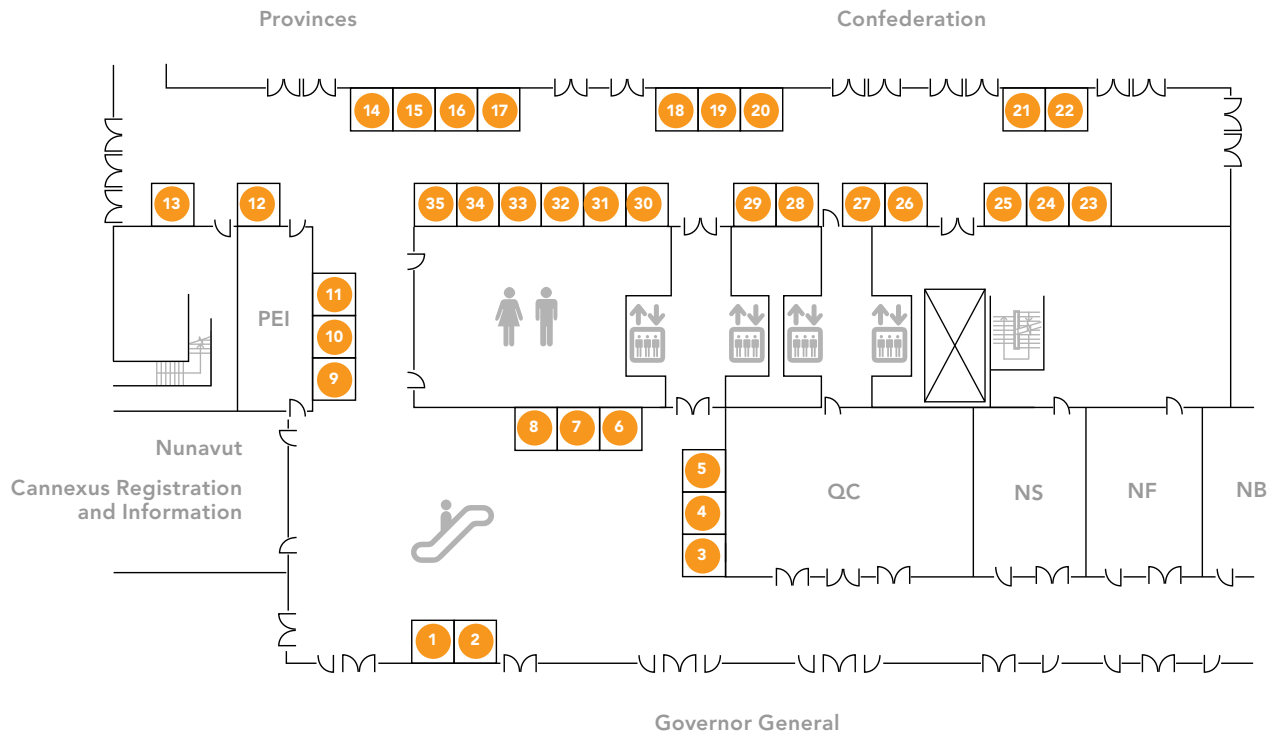 Provinces
Confederation
14 15 16 17
18 19 20
21 22
13
12
35 34 33 32 31 30
29 28
27 26
25 24 23
11
PEI
10
9
8 7 6
Nunavut
Cannexus Registration
and Information
5
4
3
QC
NS
NF
NB
1 2
Governor General